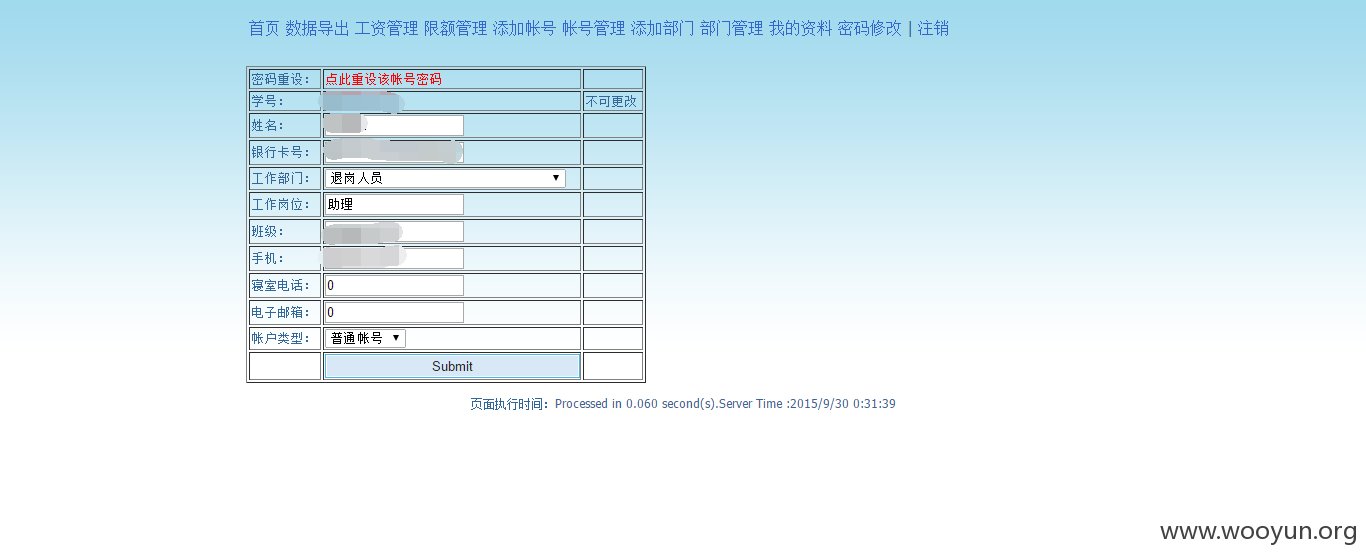 首页 数据导出 工资管理 限额管理 添加帐号 帐号管理 添加部门 部门管理 我的资料 密码修改 | 注销
密码重设: 点此重设该帐号密码
学号: 不可更改
姓名:
银行卡号:
工作部门: 退岗人员
工作岗位: 助理
班级:
手机:
寝室电话: 0
电子邮箱: 0
帐户类型: 普通帐号
Submit
页面执行时间: Processed in 0.060 second(s).Server Time :2015/9/30 0:31:39
www.wooyun.org